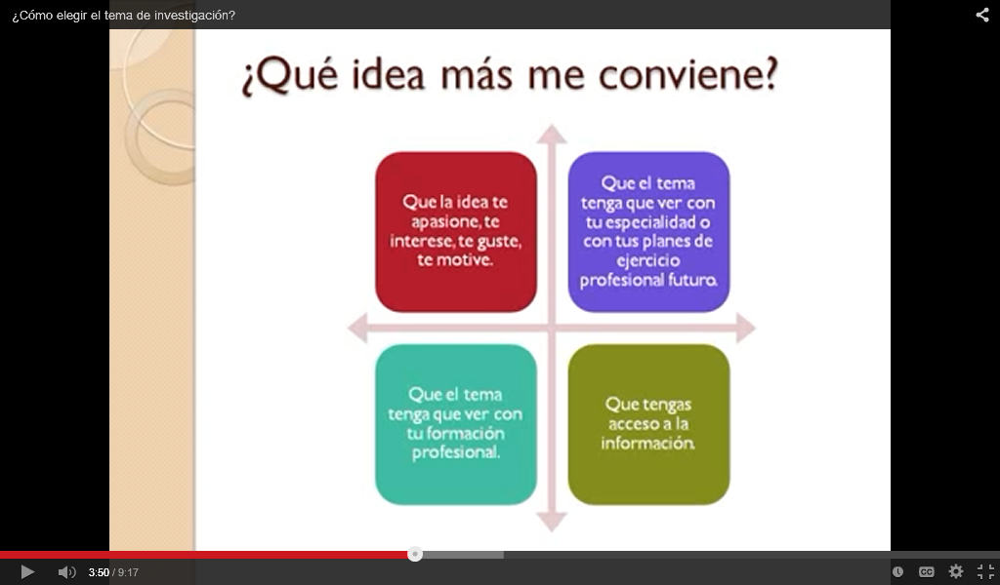 ¿Cómo elegir el tema de investigación?
¿Qué idea más me conviene?
Que la idea te
apasione, te
interese, te guste,
te motive.
Que el tema
tenga que ver con
tu especialidad o
con tus planes de
ejercicio
profesional futuro.
Que el tema
tenga que ver con
tu formación
profesional.
Que tengas
acceso a la
información.
3:50 / 9:17
CC